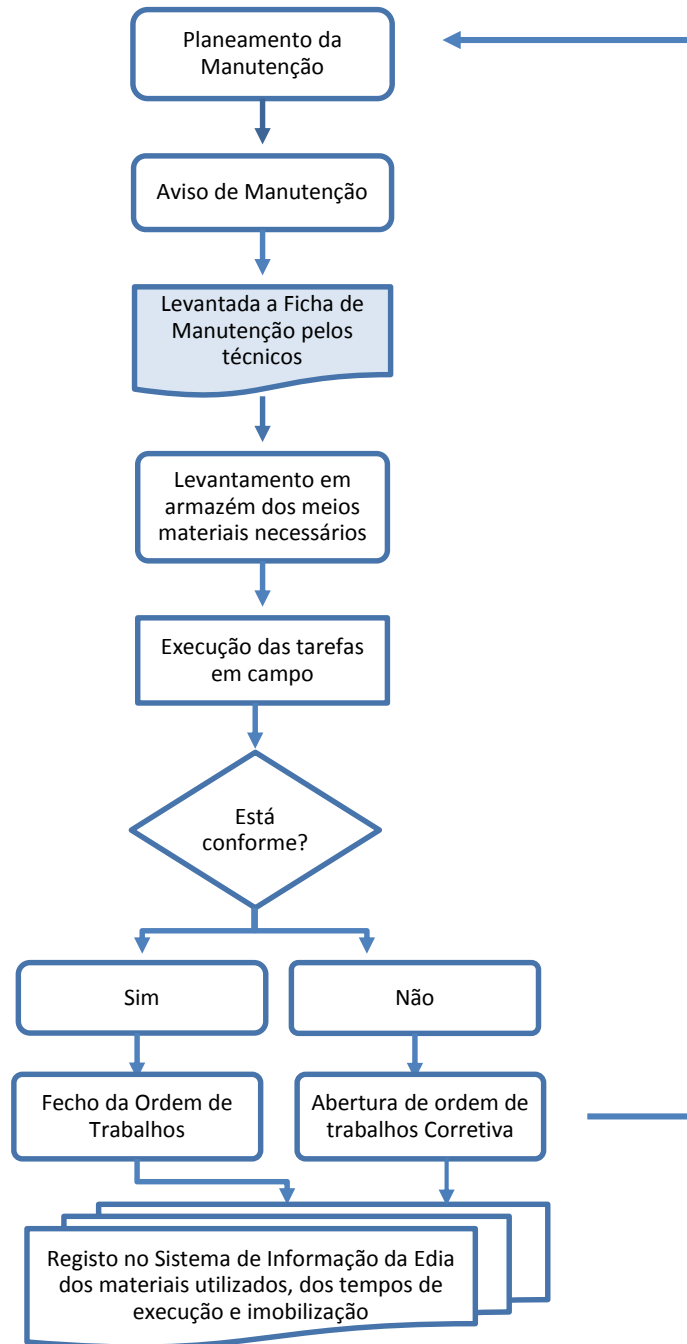 Planeamento da
Manutenção
Aviso de Manutenção
Levantada a Ficha de
Manutenção pelos
técnicos
Levantamento em
armazém dos meios
materiais necessários
Execução das tarefas
em campo
Está
conforme?
Sim
Não
Fecho da Ordem de
Trabalhos
Abertura de ordem de
trabalhos Corretiva
Registo no Sistema de Informação da Edia
dos materiais utilizados, dos tempos de
execução e imobilização